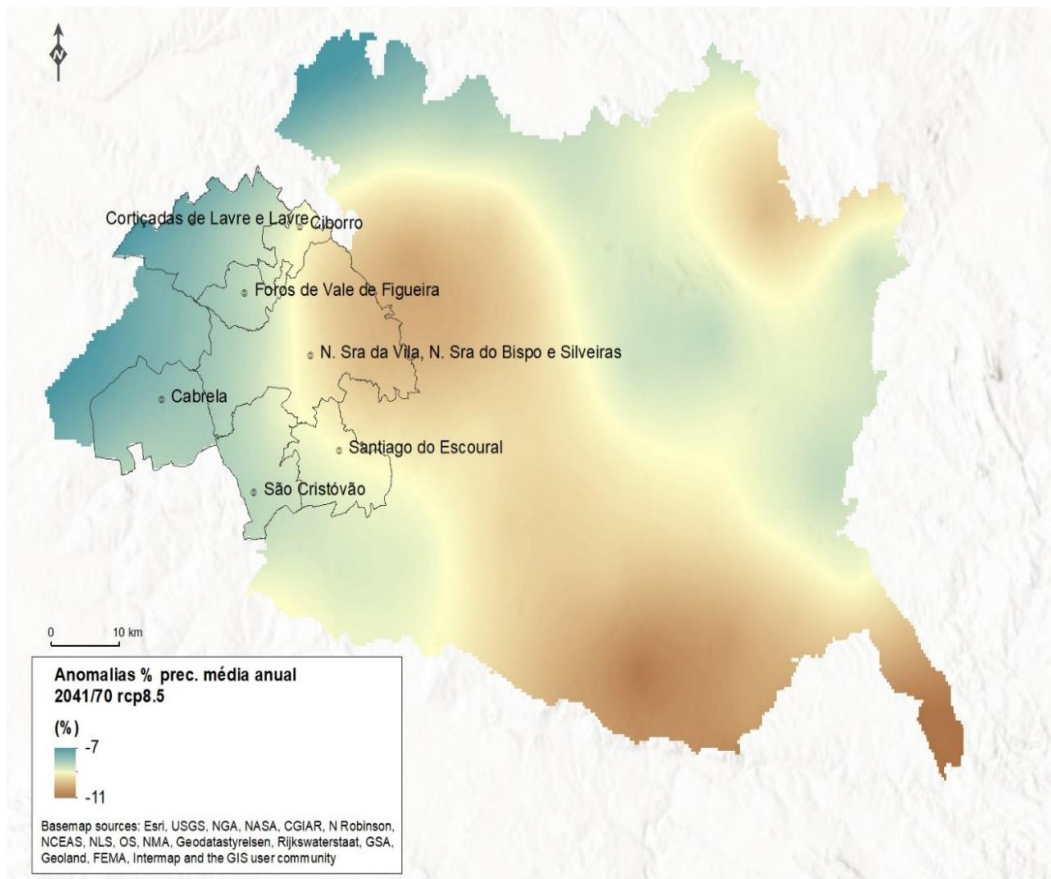 N
Cortiçadas de Lavre e Lavre
Ciborro
Foros de Vale de Figueira
N. Sra da Vila, N. Sra do Bispo e Silveiras
Cabrela
Santiago do Escoural
São Cristóvão
0 10 km
Anomalias % prec. média anual
2041/70 rcp8.5
(%)
-7
-11
Basemap sources: Esri, USGS, NGA, NASA, CGIAR, N Robinson,
NCEAS, NLS, OS, NMA, Geodatastyrelsen, Rijkswaterstaat, GSA,
Geoland, FEMA, Intermap and the GIS user community